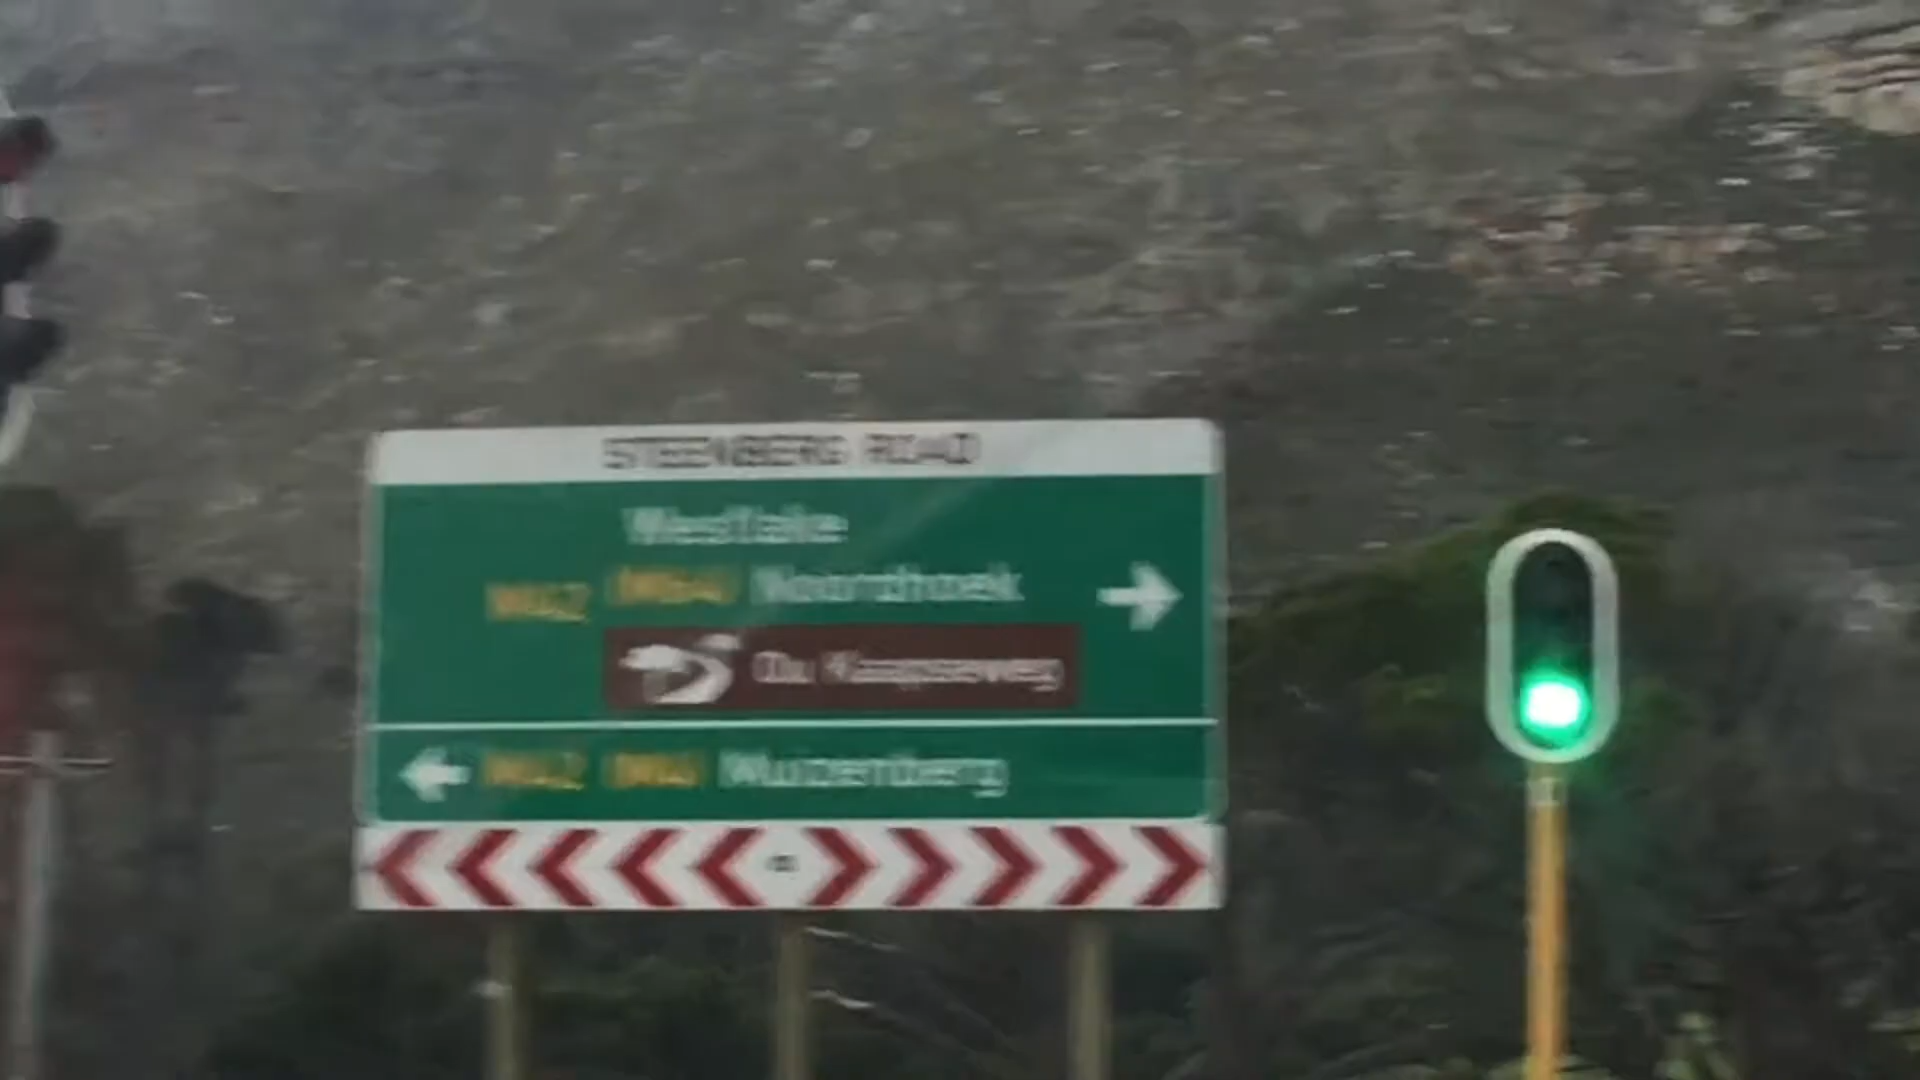 STEENBERG ROAD
Westlake
M42 (M64) Noordhoek
Ou Kaapseweg
M42 (M4) Muizenberg